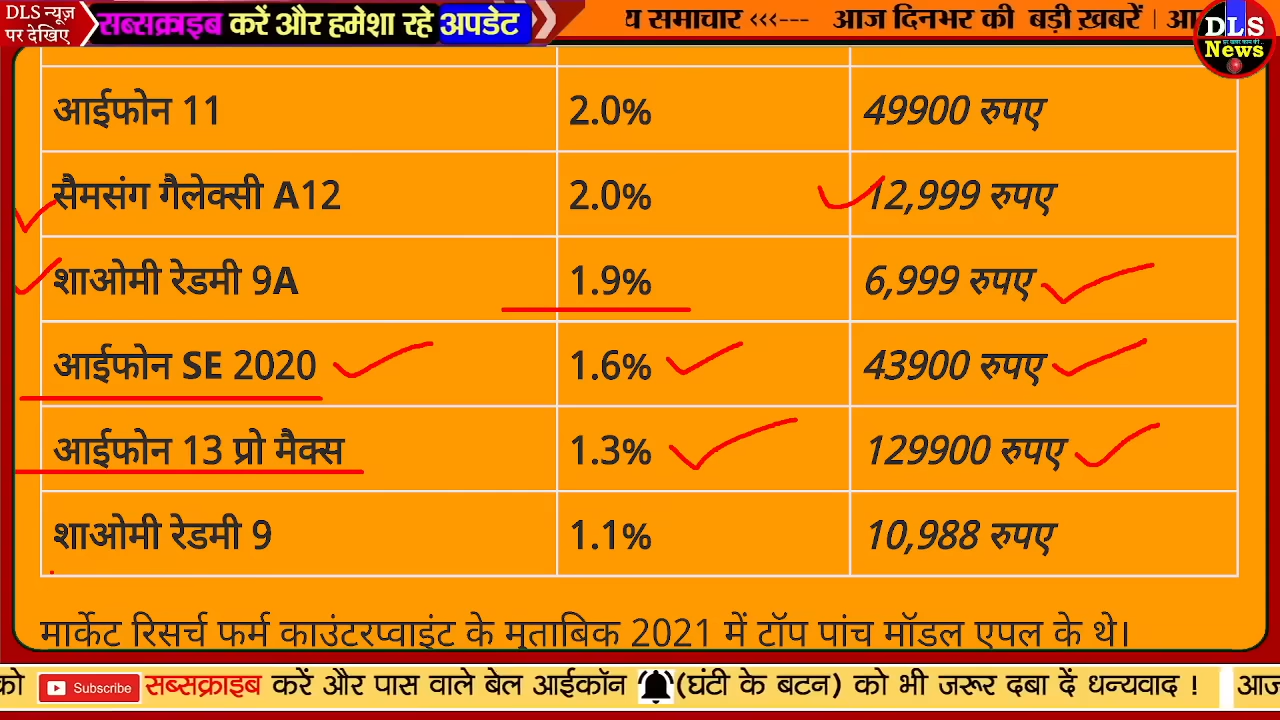 DLS न्यूज़
पर देखिए
सब्सक्राइब करें और हमेशा रहे अपडेट
य समाचार <<<--- आज दिनभर की बड़ी ख़बरें | आ
DLS
News
आईफोन 11 2.0% 49900 रुपए
सैमसंग गैलेक्सी A12 2.0% 12,999 रुपए
शाओमी रेडमी 9A 1.9% 6,999 रुपए
आईफोन SE 2020 1.6% 43900 रुपए
आईफोन 13 प्रो मैक्स 1.3% 129900 रुपए
शाओमी रेडमी 9 1.1% 10,988 रुपए
मार्केट रिसर्च फर्म काउंटरप्वाइंट के मुताबिक 2021 में टॉप पांच मॉडल एपल के थे।
को Subscribe सब्सक्राइब करें और पास वाले बेल आईकॉन (घंटी के बटन) को भी जरूर दबा दें धन्यवाद ! आज